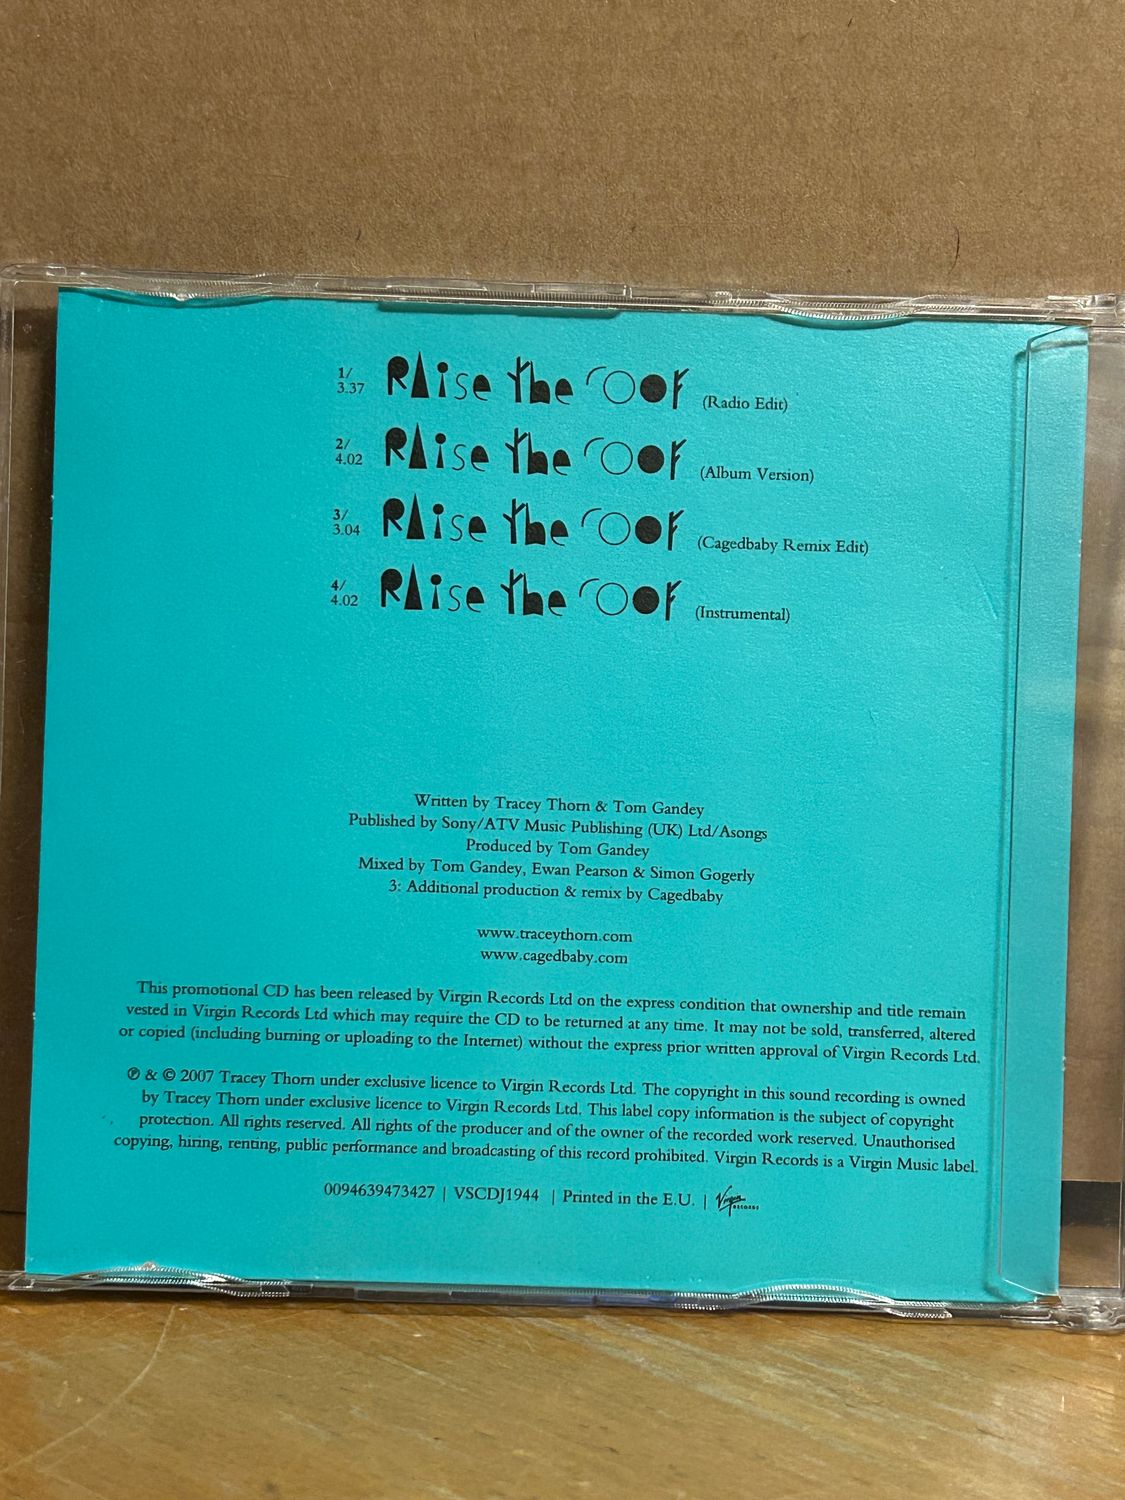 1/
3.37
RAise the roof (Radio Edit)
2/
4.02
RAise the roof (Album Version)
3/
3.04
RAise the roof (Cagedbaby Remix Edit)
4/
4.02
RAise the roof (Instrumental)
Written by Tracey Thorn & Tom Gandey
Published by Sony/ATV Music Publishing (UK) Ltd/Asongs
Produced by Tom Gandey
Mixed by Tom Gandey, Ewan Pearson & Simon Gogerly
3: Additional production & remix by Cagedbaby
www.traceythorn.com
www.cagedbaby.com
This promotional CD has been released by Virgin Records Ltd on the express condition that ownership and title remain
vested in Virgin Records Ltd which may require the CD to be returned at any time. It may not be sold, transferred, altered
or copied (including burning or uploading to the Internet) without the express prior written approval of Virgin Records Ltd.
℗ & © 2007 Tracey Thorn under exclusive licence to Virgin Records Ltd. The copyright in this sound recording is owned
by Tracey Thorn under exclusive licence to Virgin Records Ltd. This label copy information is the subject of copyright
protection. All rights reserved. All rights of the producer and of the owner of the recorded work reserved. Unauthorised
copying, hiring, renting, public performance and broadcasting of this record prohibited. Virgin Records is a Virgin Music label.
0094639473427 | VSCDJ1944 | Printed in the E.U. | Virgin RECORDS